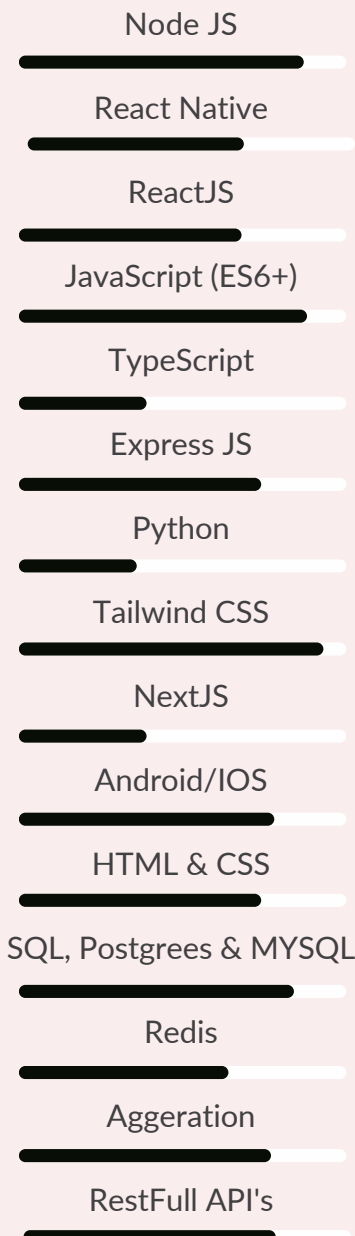 Node JS
React Native
ReactJS
JavaScript (ES6+)
TypeScript
Express JS
Python
Tailwind CSS
NextJS
Android/IOS
HTML & CSS
SQL, Postgrees & MYSQL
Redis
Aggeration
RestFull API's